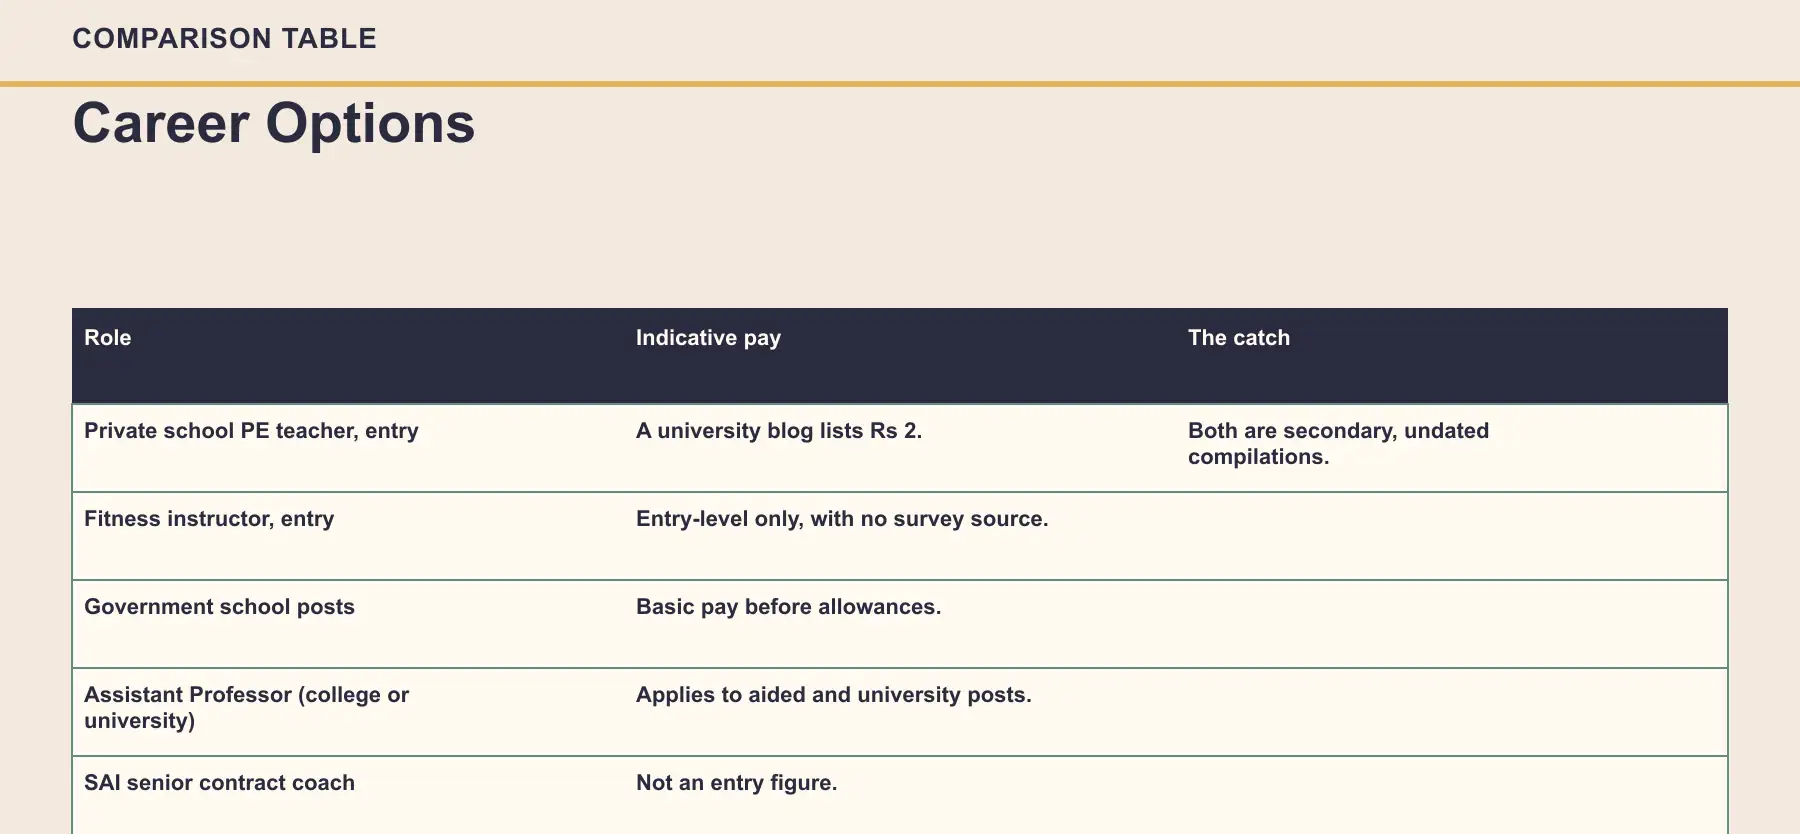 COMPARISON TABLE
Career Options
Role Indicative pay The catch
Private school PE teacher, entry A university blog lists Rs 2. Both are secondary, undated
compilations.
Fitness instructor, entry Entry-level only, with no survey source.
Government school posts Basic pay before allowances.
Assistant Professor (college or Applies to aided and university posts.
university)
SAI senior contract coach Not an entry figure.